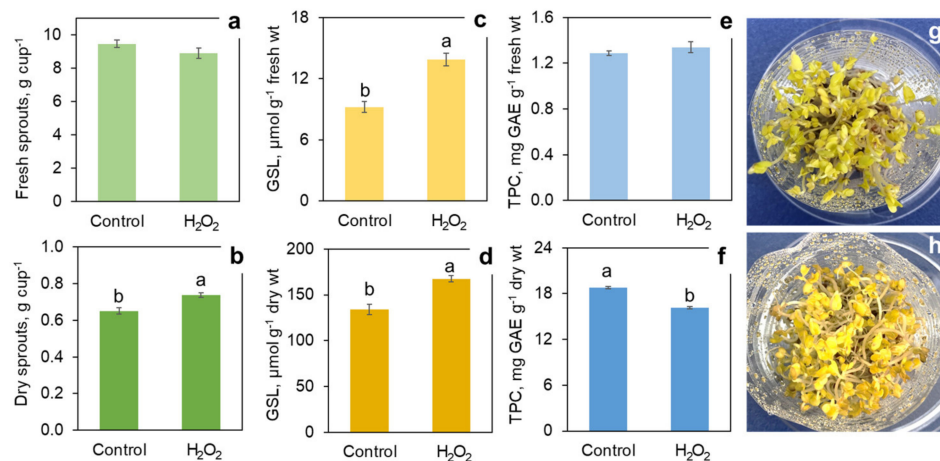 a
Fresh sprouts, g cup⁻¹
10
8
6
4
2
0
Control
H₂O₂
c
GSL, µmol g⁻¹ fresh wt
18
12
6
0
b
a
Control
H₂O₂
e
TPC, mg GAE g⁻¹ fresh wt
1.6
1.2
0.8
0.4
0.0
Control
H₂O₂
g
b
Dry sprouts, g cup⁻¹
1.0
0.8
0.6
0.4
0.2
0.0
b
a
Control
H₂O₂
d
GSL, µmol g⁻¹ dry wt
200
150
100
50
0
b
a
Control
H₂O₂
f
TPC, mg GAE g⁻¹ dry wt
24
18
12
6
0
a
b
Control
H₂O₂
h